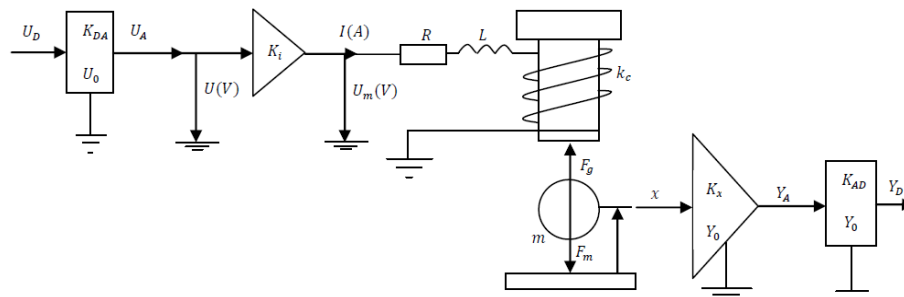 U_D
K_DA
U_0
U_A
U(V)
K_i
I(A)
U_m(V)
R
L
k_c
F_g
m
F_m
x
K_x
Y_0
Y_A
K_AD
Y_0
Y_D